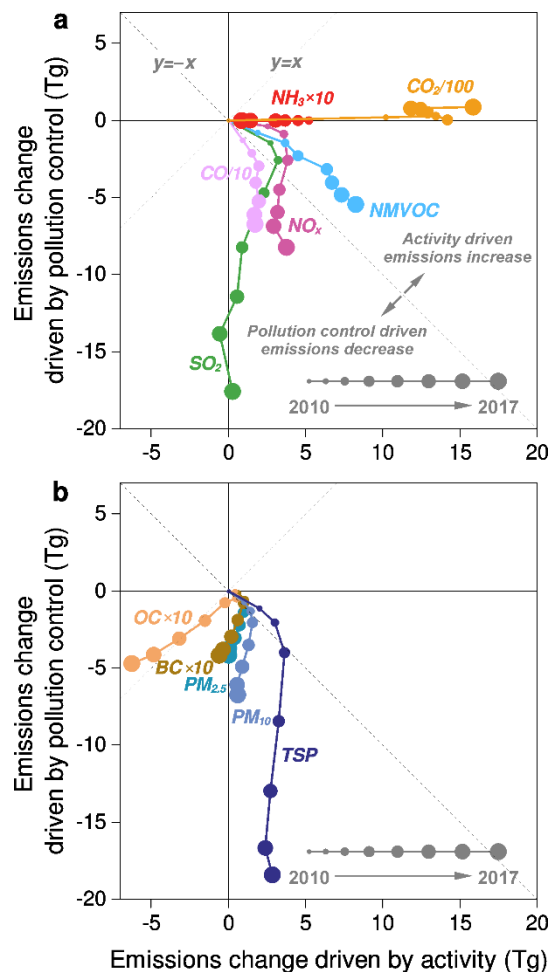 a
5
0
-5
-10
-15
-20
Emissions change
driven by pollution control (Tg)
y=−x
y=x
NH₃×10
CO₂/100
CO/10
NOₓ
NMVOC
SO₂
Activity driven
emissions increase
Pollution control driven
emissions decrease
2010
2017
-5
0
5
10
15
20
b
5
0
-5
-10
-15
-20
Emissions change
driven by pollution control (Tg)
OC×10
BC×10
PM₂.₅
PM₁₀
TSP
2010
2017
-5
0
5
10
15
20
Emissions change driven by activity (Tg)